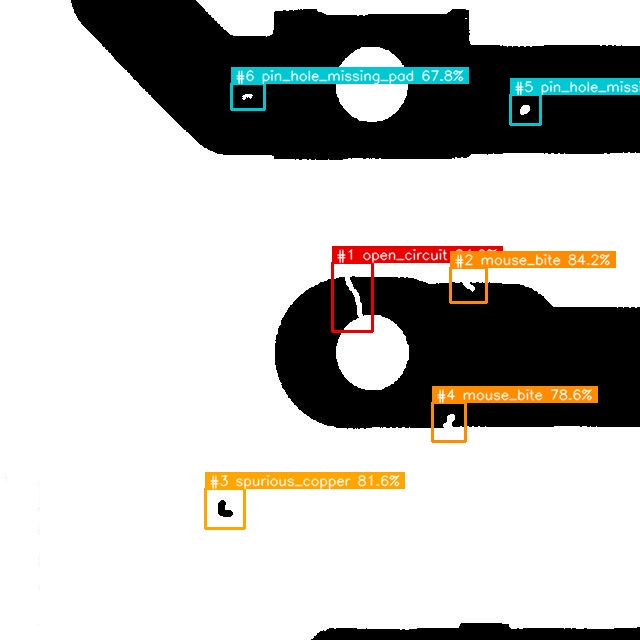 #6 pin_hole_missing_pad 67.8%
#5 pin_hole_missi
#1 open_circuit
#2 mouse_bite 84.2%
#4 mouse_bite 78.6%
#3 spurious_copper 81.6%